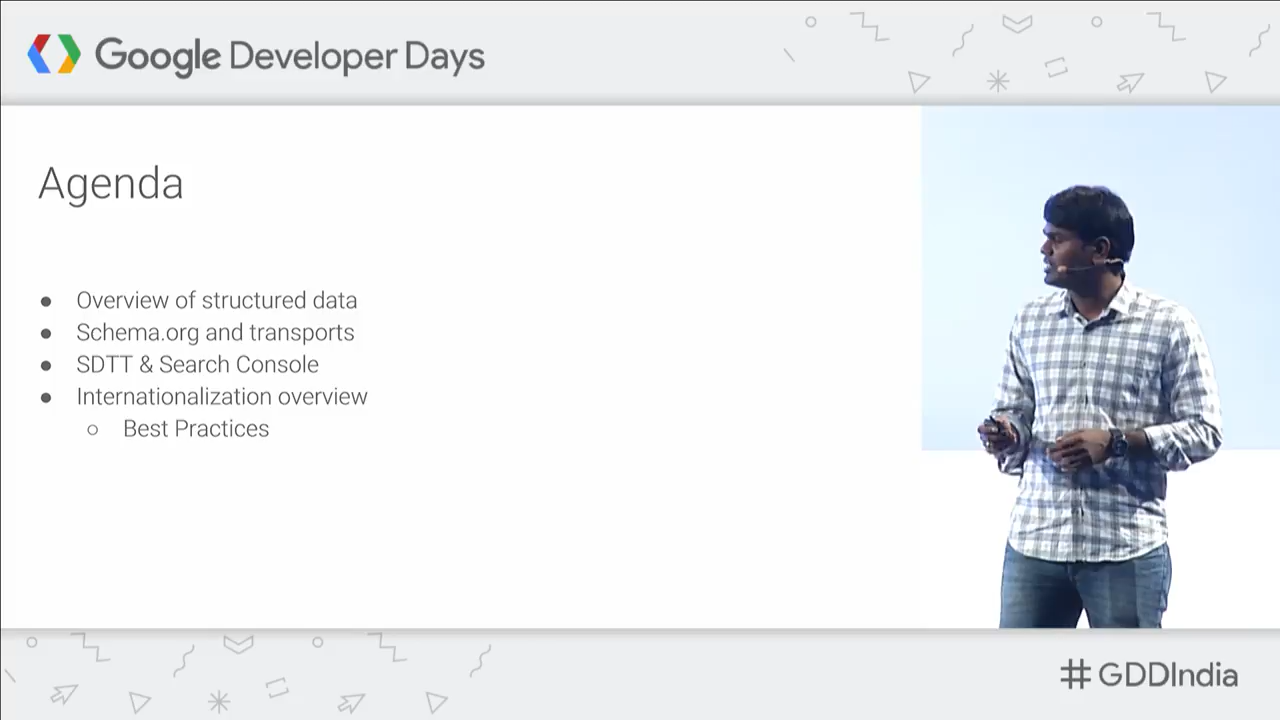 Google Developer Days
Agenda
● Overview of structured data
● Schema.org and transports
● SDTT & Search Console
● Internationalization overview
○ Best Practices
#GDDIndia